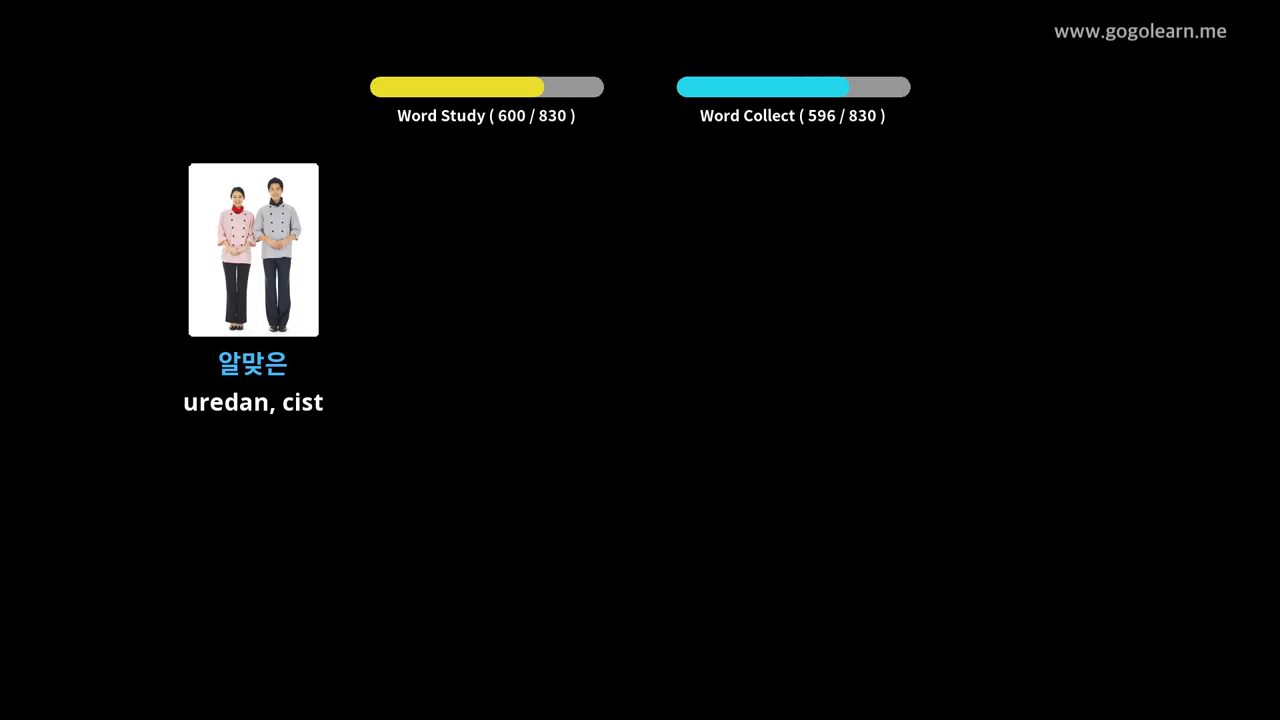 www.gogolearn.me
Word Study ( 600 / 830 )
Word Collect ( 596 / 830 )
알맞은
uredan, cist